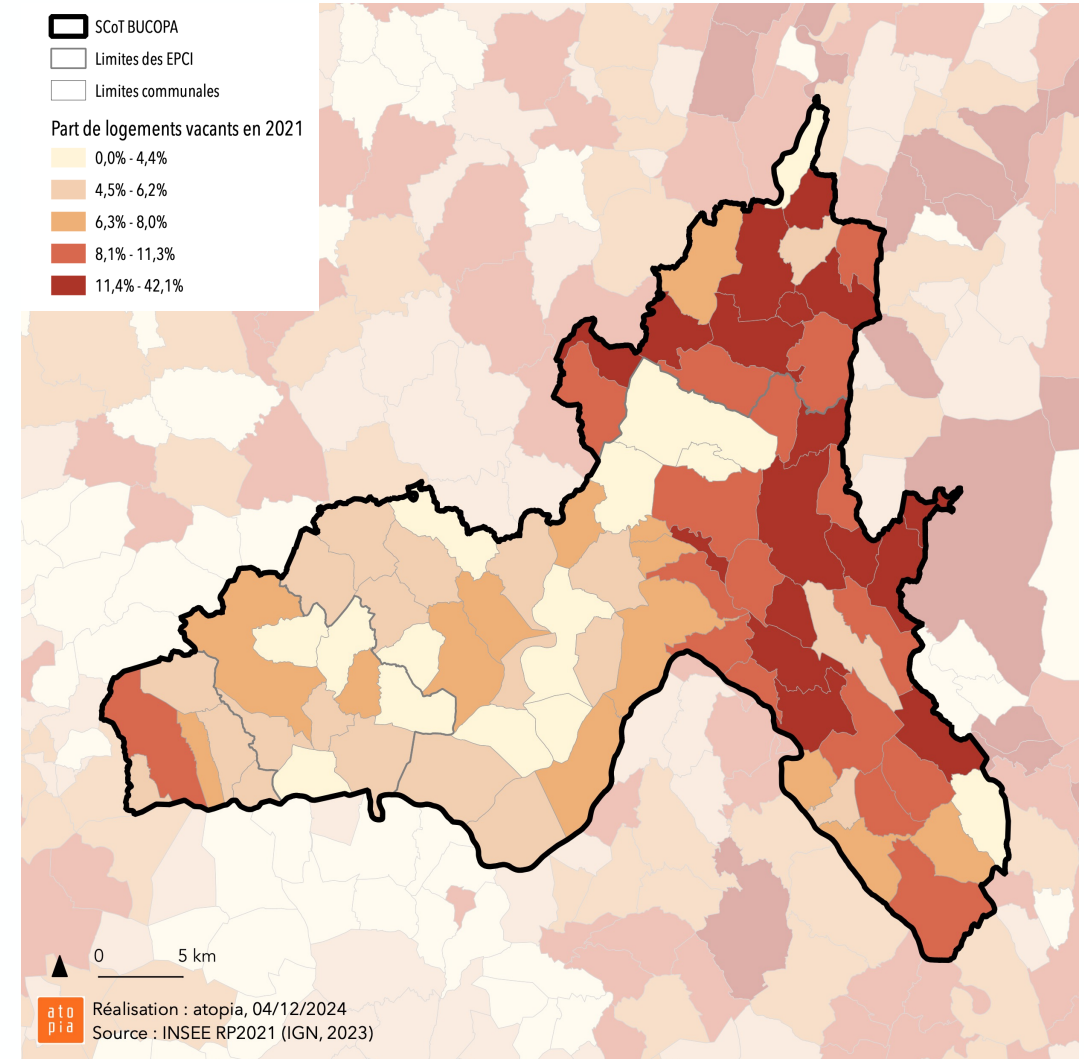 SCoT BUCOPA
Limites des EPCI
Limites communales
Part de logements vacants en 2021
0,0% - 4,4%
4,5% - 6,2%
6,3% - 8,0%
8,1% - 11,3%
11,4% - 42,1%
0 5 km
ato
pia
Réalisation : atopia, 04/12/2024
Source : INSEE RP2021 (IGN, 2023)